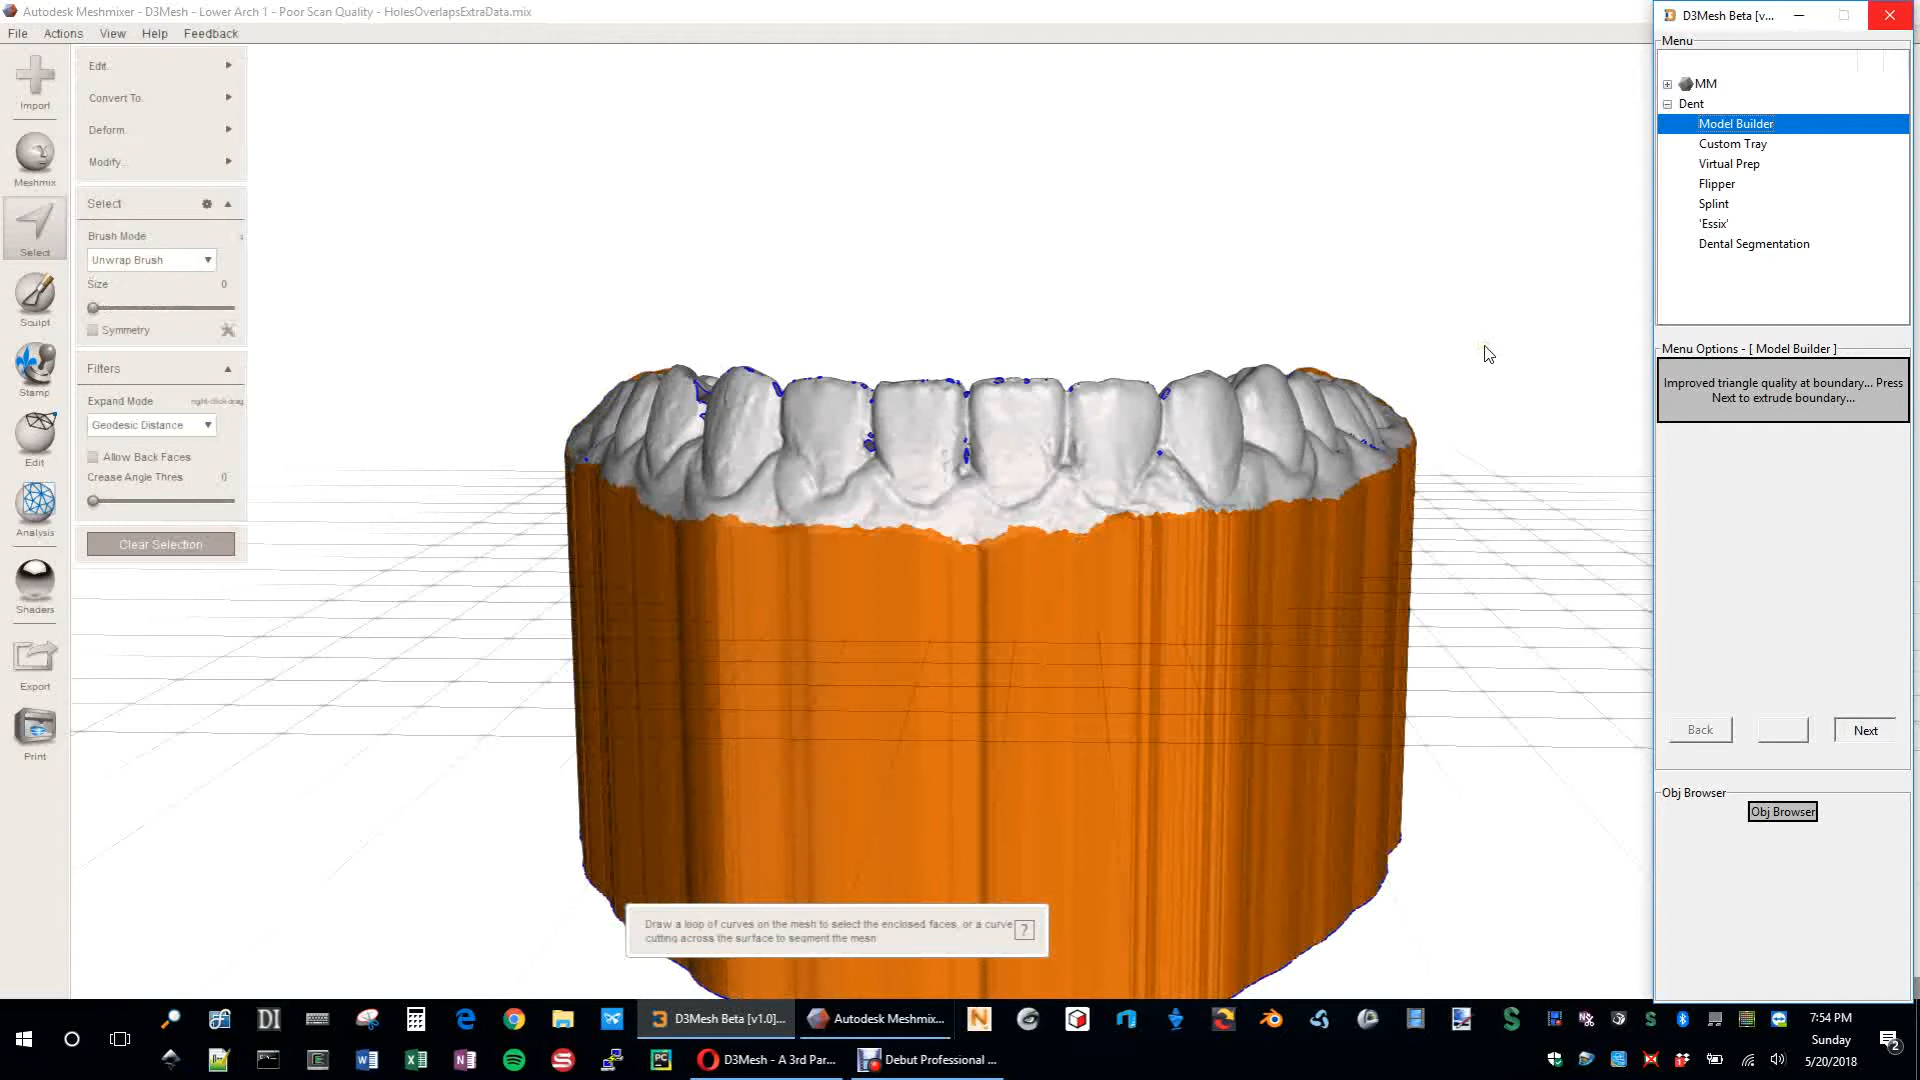 Autodesk Meshmixer - D3Mesh - Lower Arch 1 - Poor Scan Quality - HolesOverlapsExtraData.mix
File Actions View Help Feedback
Import
Meshmix
Select
Sculpt
Stamp
Edit
Analysis
Shaders
Export
Print
Edit.
Convert To.
Deform.
Modify...
Select
Brush Mode
Unwrap Brush
Size 0
Symmetry
Filters
Expand Mode right-click drag
Geodesic Distance
Allow Back Faces
Crease Angle Thres 0
Clear Selection
Draw a loop of curves on the mesh to select the enclosed faces, or a curve
cutting across the surface to segment the mesh
?
D3Mesh Beta [v...
Menu
MM
Dent
Model Builder
Custom Tray
Virtual Prep
Flipper
Splint
'Essix'
Dental Segmentation
Menu Options - [ Model Builder ]
Improved triangle quality at boundary... Press
Next to extrude boundary...
Back Next
Obj Browser
Obj Browser
DI
D3Mesh Beta [v1.0]...
Autodesk Meshmix...
7:54 PM
Sunday
5/20/2018
2
D3Mesh - A 3rd Par...
Debut Professional ...